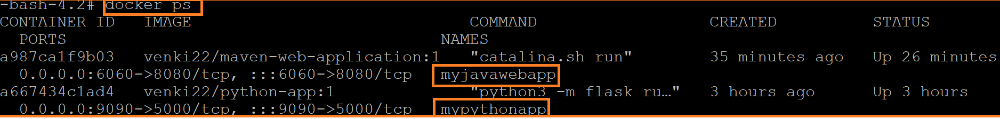 -bash-4.2# docker ps
CONTAINER ID   IMAGE                             COMMAND                  CREATED          STATUS
  PORTS                                       NAMES
a987ca1f9b03   venki22/maven-web-application:1   "catalina.sh run"        35 minutes ago   Up 26 minutes
  0.0.0.0:6060->8080/tcp, :::6060->8080/tcp   myjavawebapp
a667434c1ad4   venki22/python-app:1              "python3 -m flask ru…"   3 hours ago      Up 3 hours
  0.0.0.0:9090->5000/tcp, :::9090->5000/tcp   mypythonapp